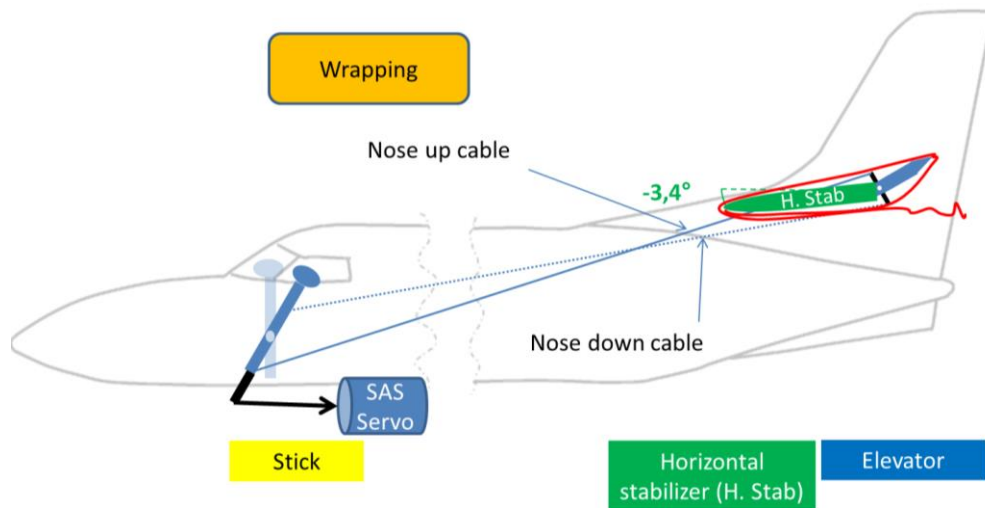 Wrapping
Nose up cable
-3,4°
H. Stab
Nose down cable
SAS
Servo
Stick
Horizontal
stabilizer (H. Stab)
Elevator